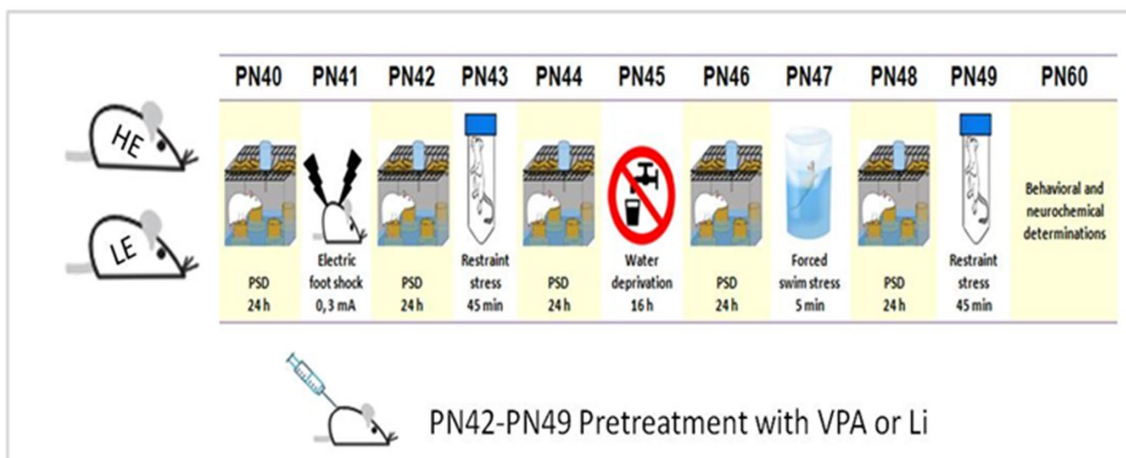 PN40 PN41 PN42 PN43 PN44 PN45 PN46 PN47 PN48 PN49 PN60
HE
LE
PSD
24 h
Electric
foot shock
0,3 mA
PSD
24 h
Restraint
stress
45 min
PSD
24 h
Water
deprivation
16 h
PSD
24 h
Forced
swim stress
5 min
PSD
24 h
Restraint
stress
45 min
Behavioral and
neurochemical
determinations
PN42-PN49 Pretreatment with VPA or Li